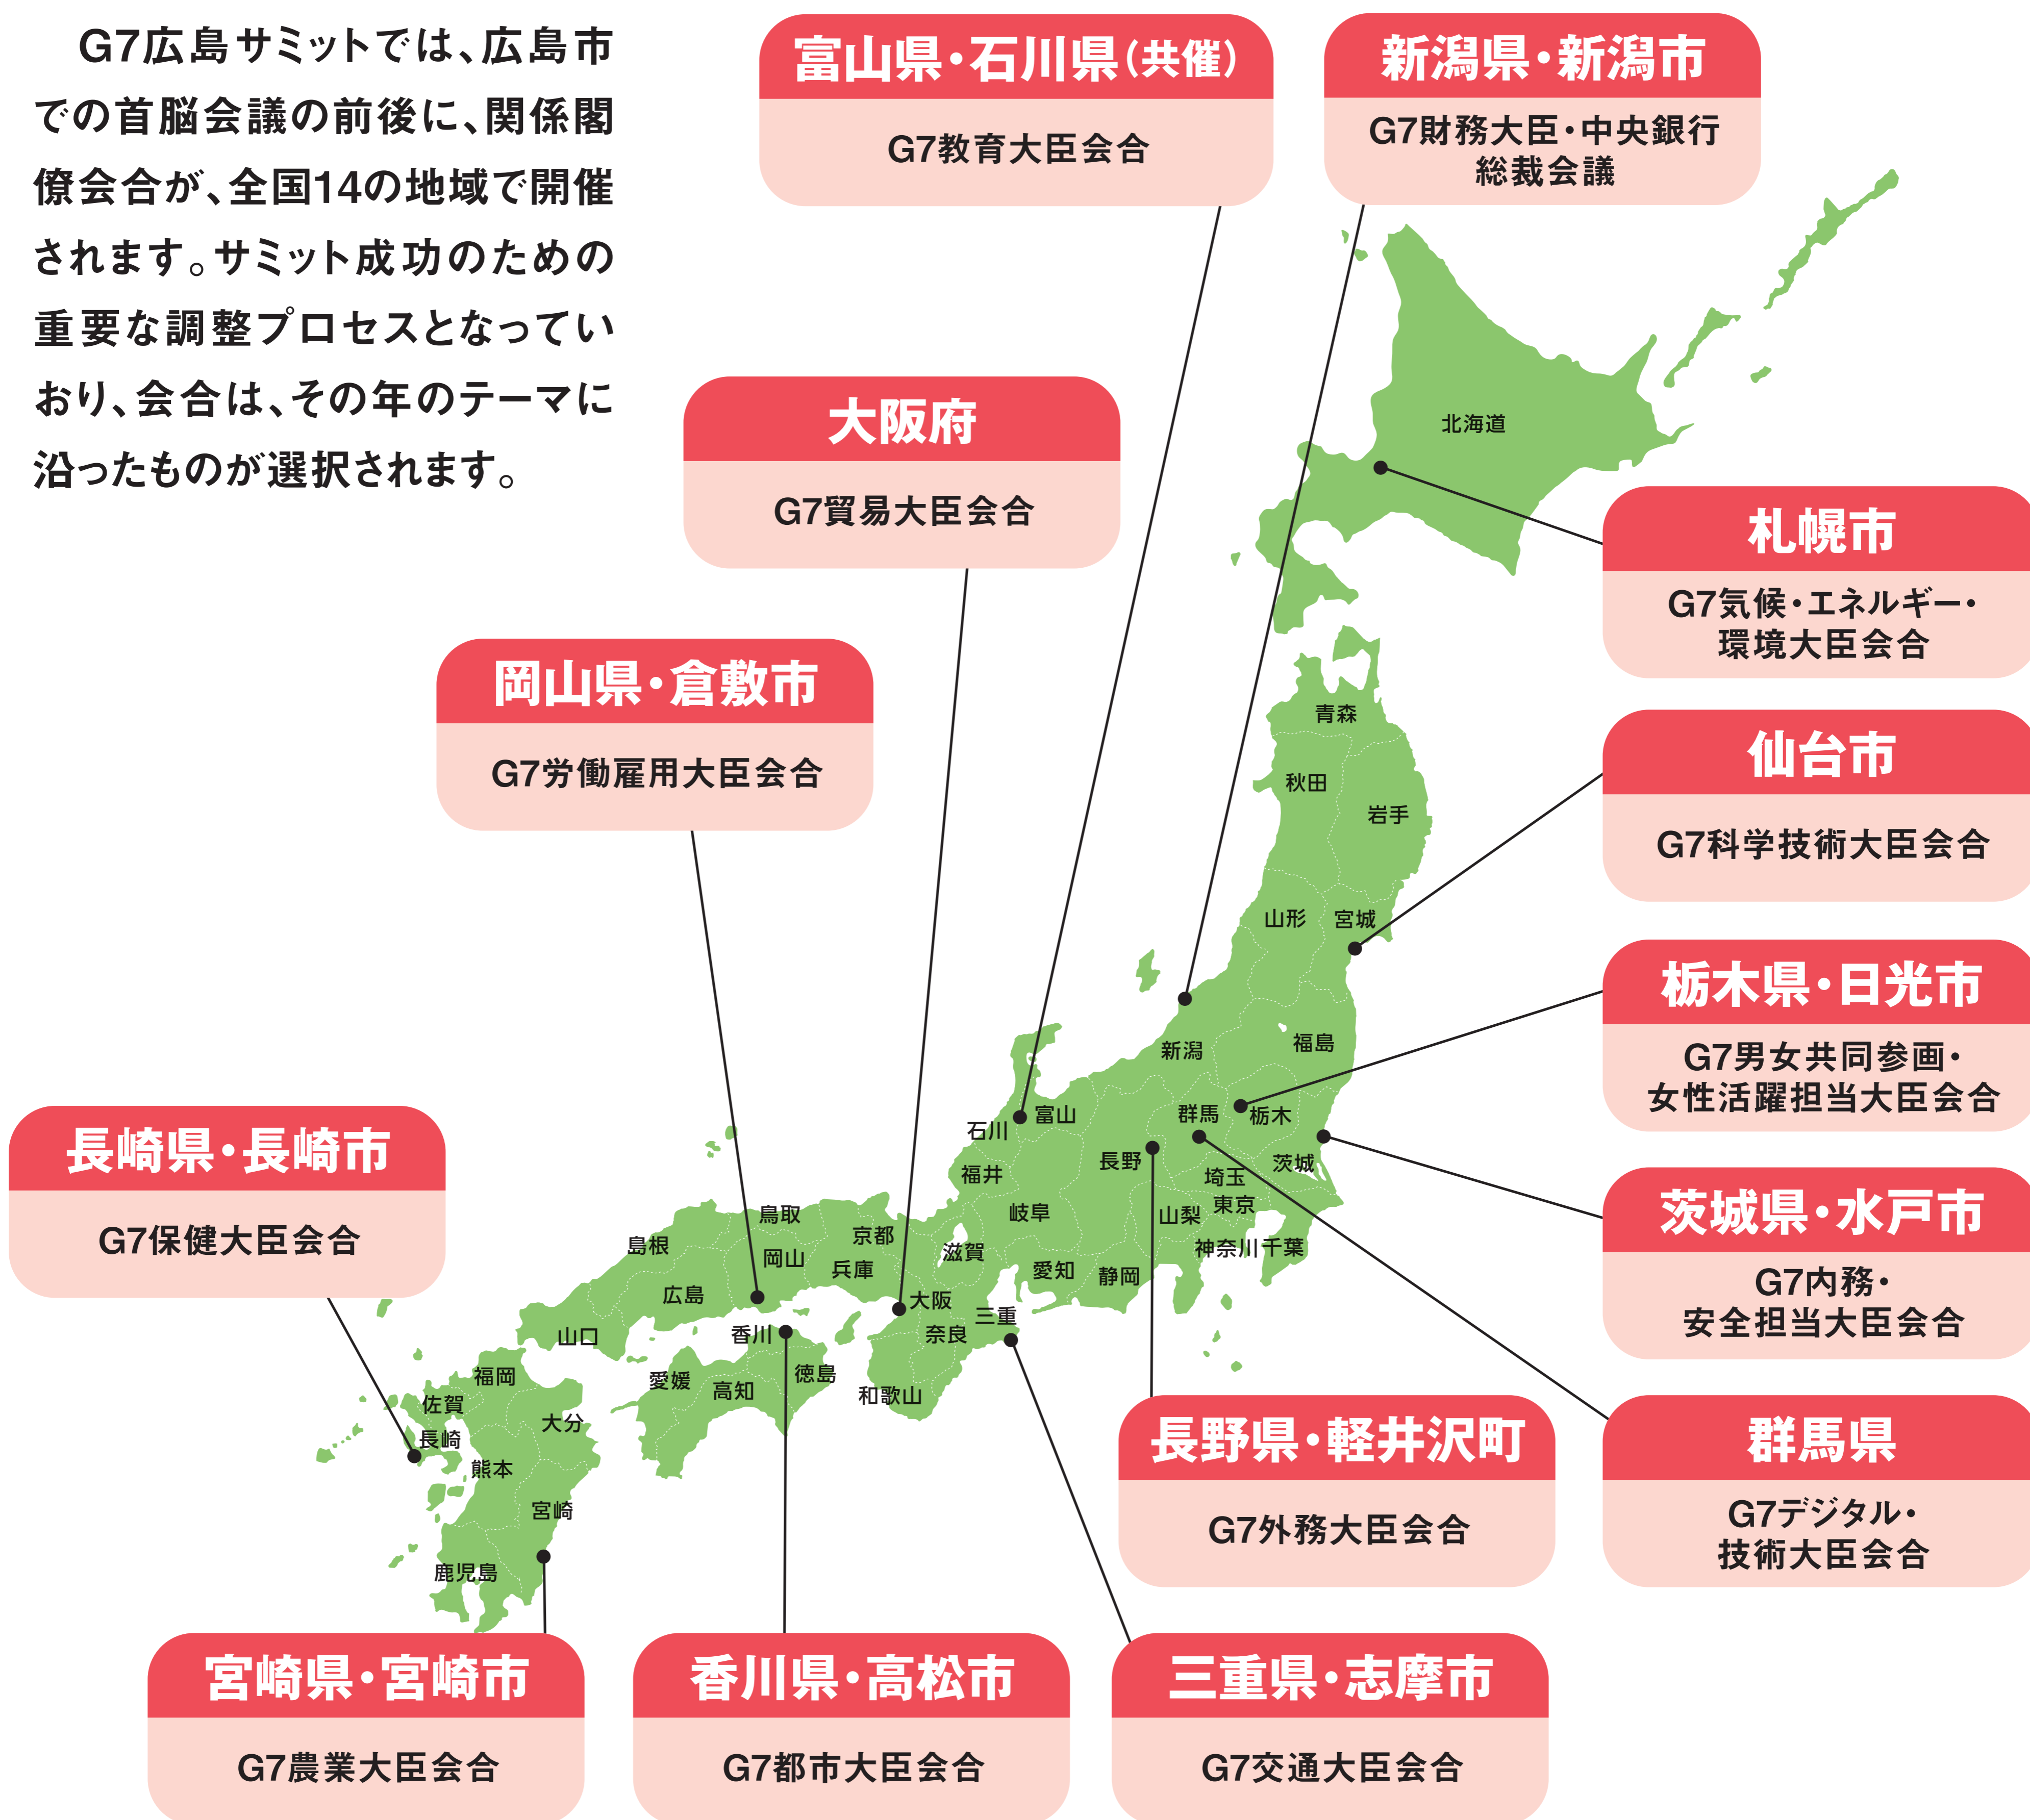 G7広島サミットでは、広島市
での首脳会議の前後に、関係閣
僚会合が、全国14の地域で開催
されます。サミット成功のための
重要な調整プロセスとなってい
おり、会合は、その年のテーマに
沿ったものが選択されます。
富山県・石川県(共催)
G7教育大臣会合
新潟県・新潟市
G7財務大臣・中央銀行
総裁会議
大阪府
G7貿易大臣会合
岡山県・倉敷市
G7労働雇用大臣会合
札幌市
G7気候・エネルギー・
環境大臣会合
仙台市
G7科学技術大臣会合
栃木県・日光市
G7男女共同参画・
女性活躍担当大臣会合
茨城県・水戸市
G7内務・
安全担当大臣会合
群馬県
G7デジタル・
技術大臣会合
長野県・軽井沢町
G7外務大臣会合
長崎県・長崎市
G7保健大臣会合
宮崎県・宮崎市
G7農業大臣会合
香川県・高松市
G7都市大臣会合
三重県・志摩市
G7交通大臣会合
北海道
青森
秋田
岩手
山形
宮城
福島
新潟
群馬
栃木
茨城
埼玉
東京
千葉
神奈川
山梨
長野
富山
石川
福井
岐阜
静岡
愛知
三重
滋賀
京都
大阪
奈良
和歌山
兵庫
鳥取
岡山
島根
広島
山口
香川
徳島
愛媛
高知
福岡
佐賀
長崎
大分
熊本
宮崎
鹿児島